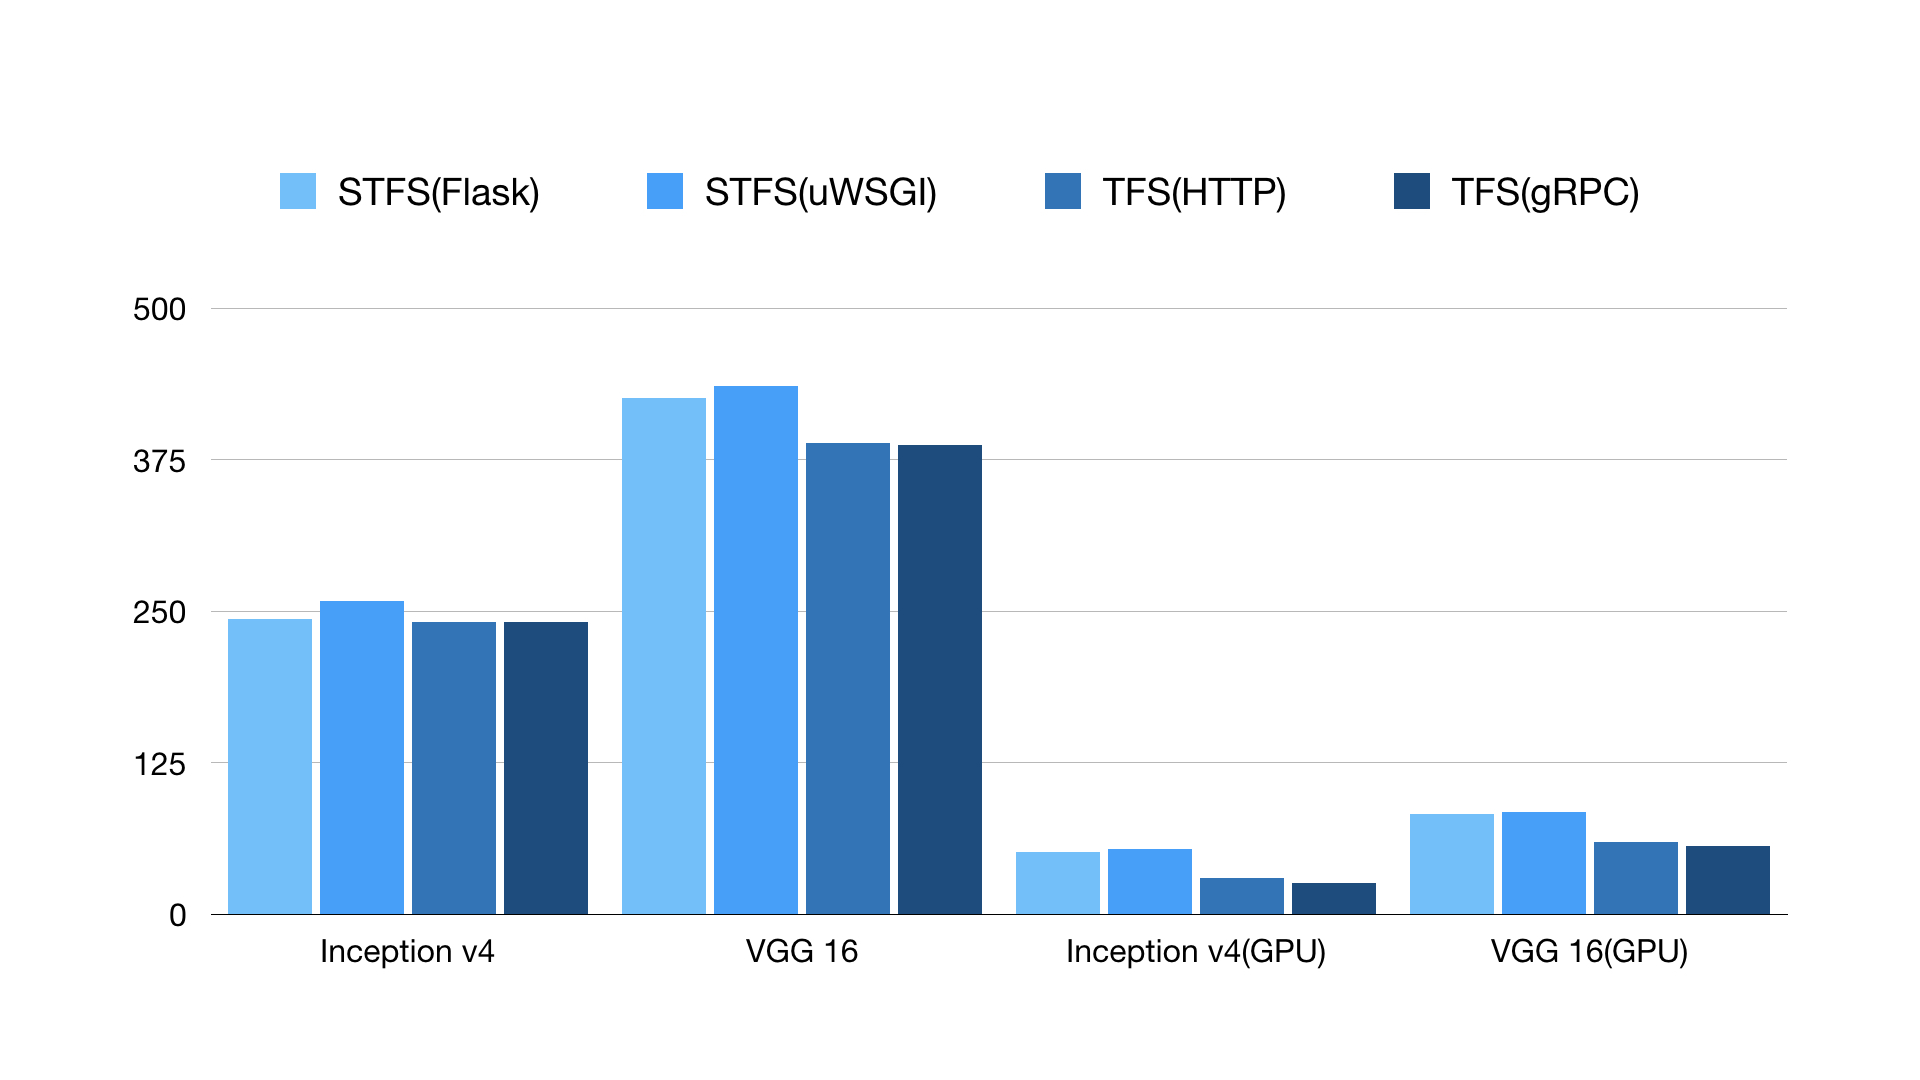 STFS(Flask) STFS(uWSGI) TFS(HTTP) TFS(gRPC)
500
375
250
125
0
Inception v4 VGG 16 Inception v4(GPU) VGG 16(GPU)